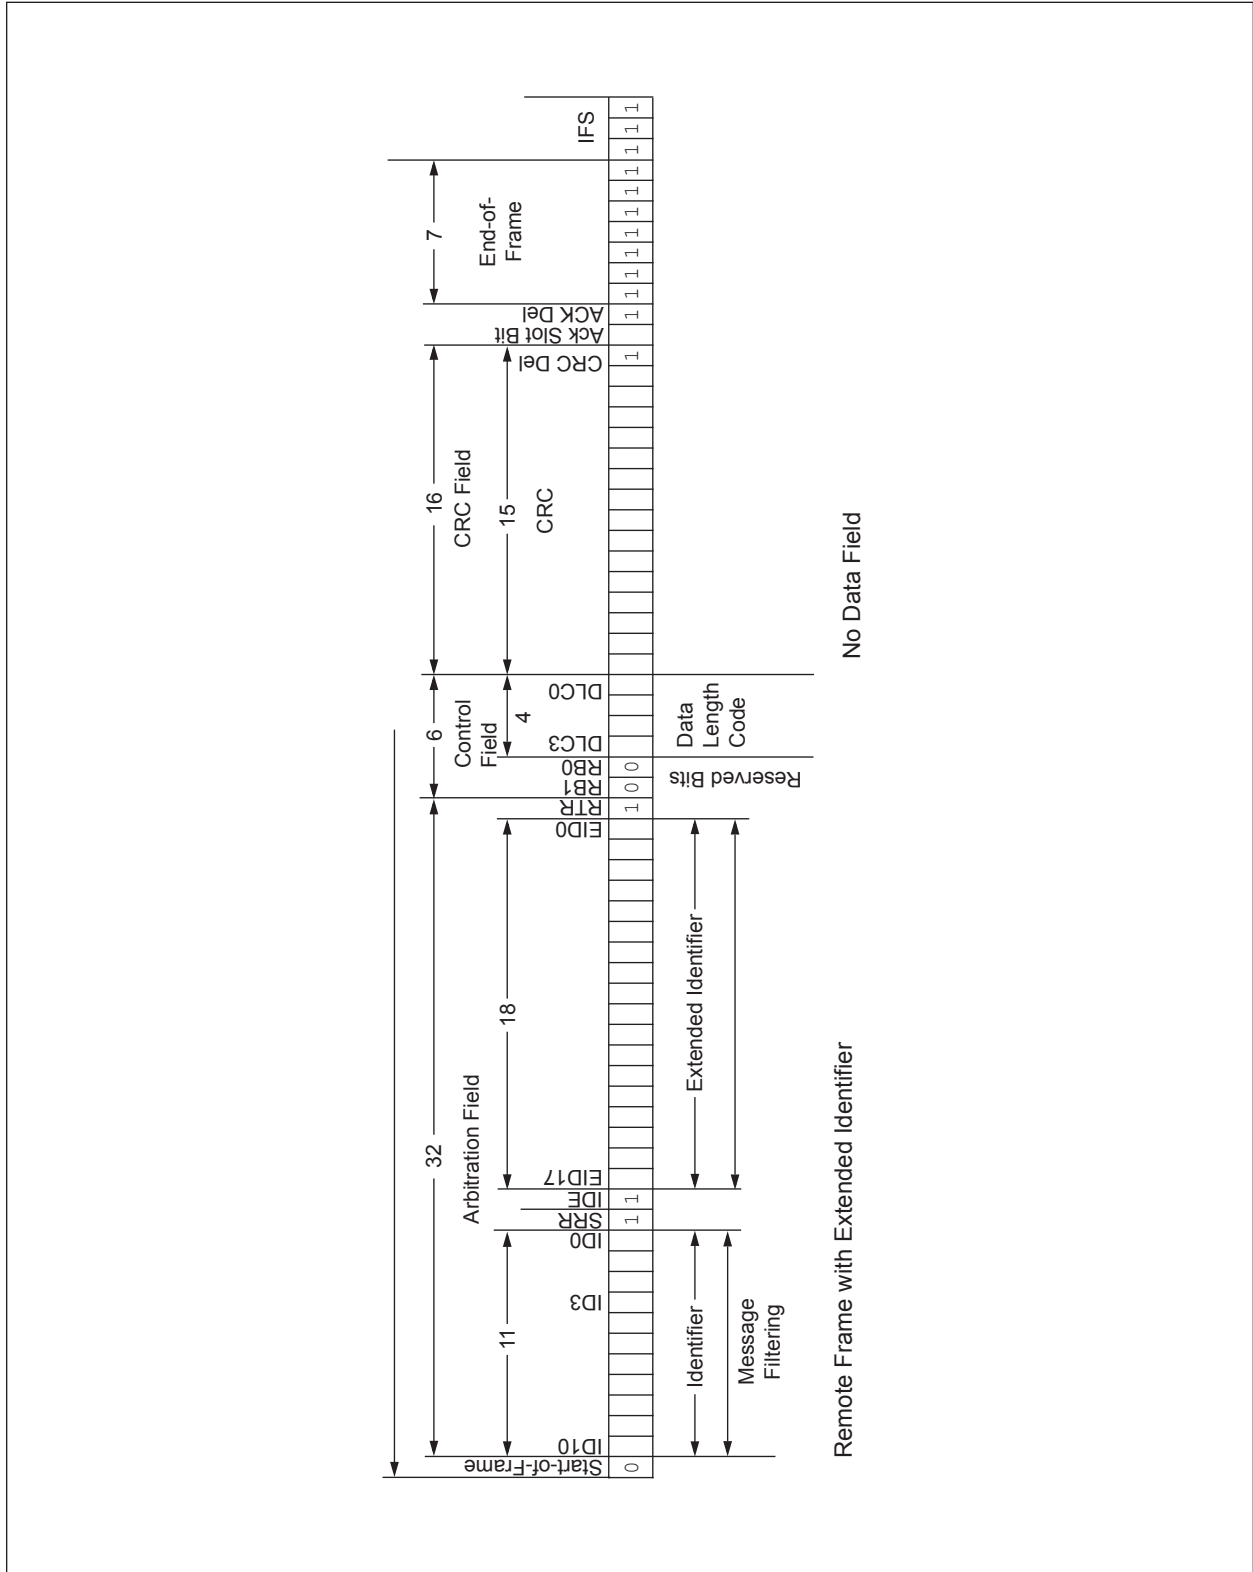 32
6
16
7
Arbitration Field
Control
Field
CRC Field
End-of-
Frame
11
18
4
15
CRC
IFS
Start-of-Frame
ID10
ID3
ID0
SRR
IDE
EID17
EID0
RTR
RB1
RB0
DLC3
DLC0
CRC Del
Ack Slot Bit
ACK Del
0 1 1 1 0 0 1 1 1 1 1 1 1 1 1 1 1 1
Identifier
Extended Identifier
Reserved Bits
Data
Length
Code
Message
Filtering
Remote Frame with Extended Identifier
No Data Field